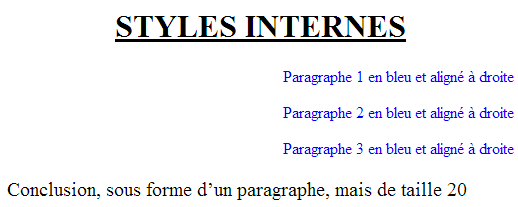 STYLES INTERNES
Paragraphe 1 en bleu et aligné à droite
Paragraphe 2 en bleu et aligné à droite
Paragraphe 3 en bleu et aligné à droite
Conclusion, sous forme d’un paragraphe, mais de taille 20